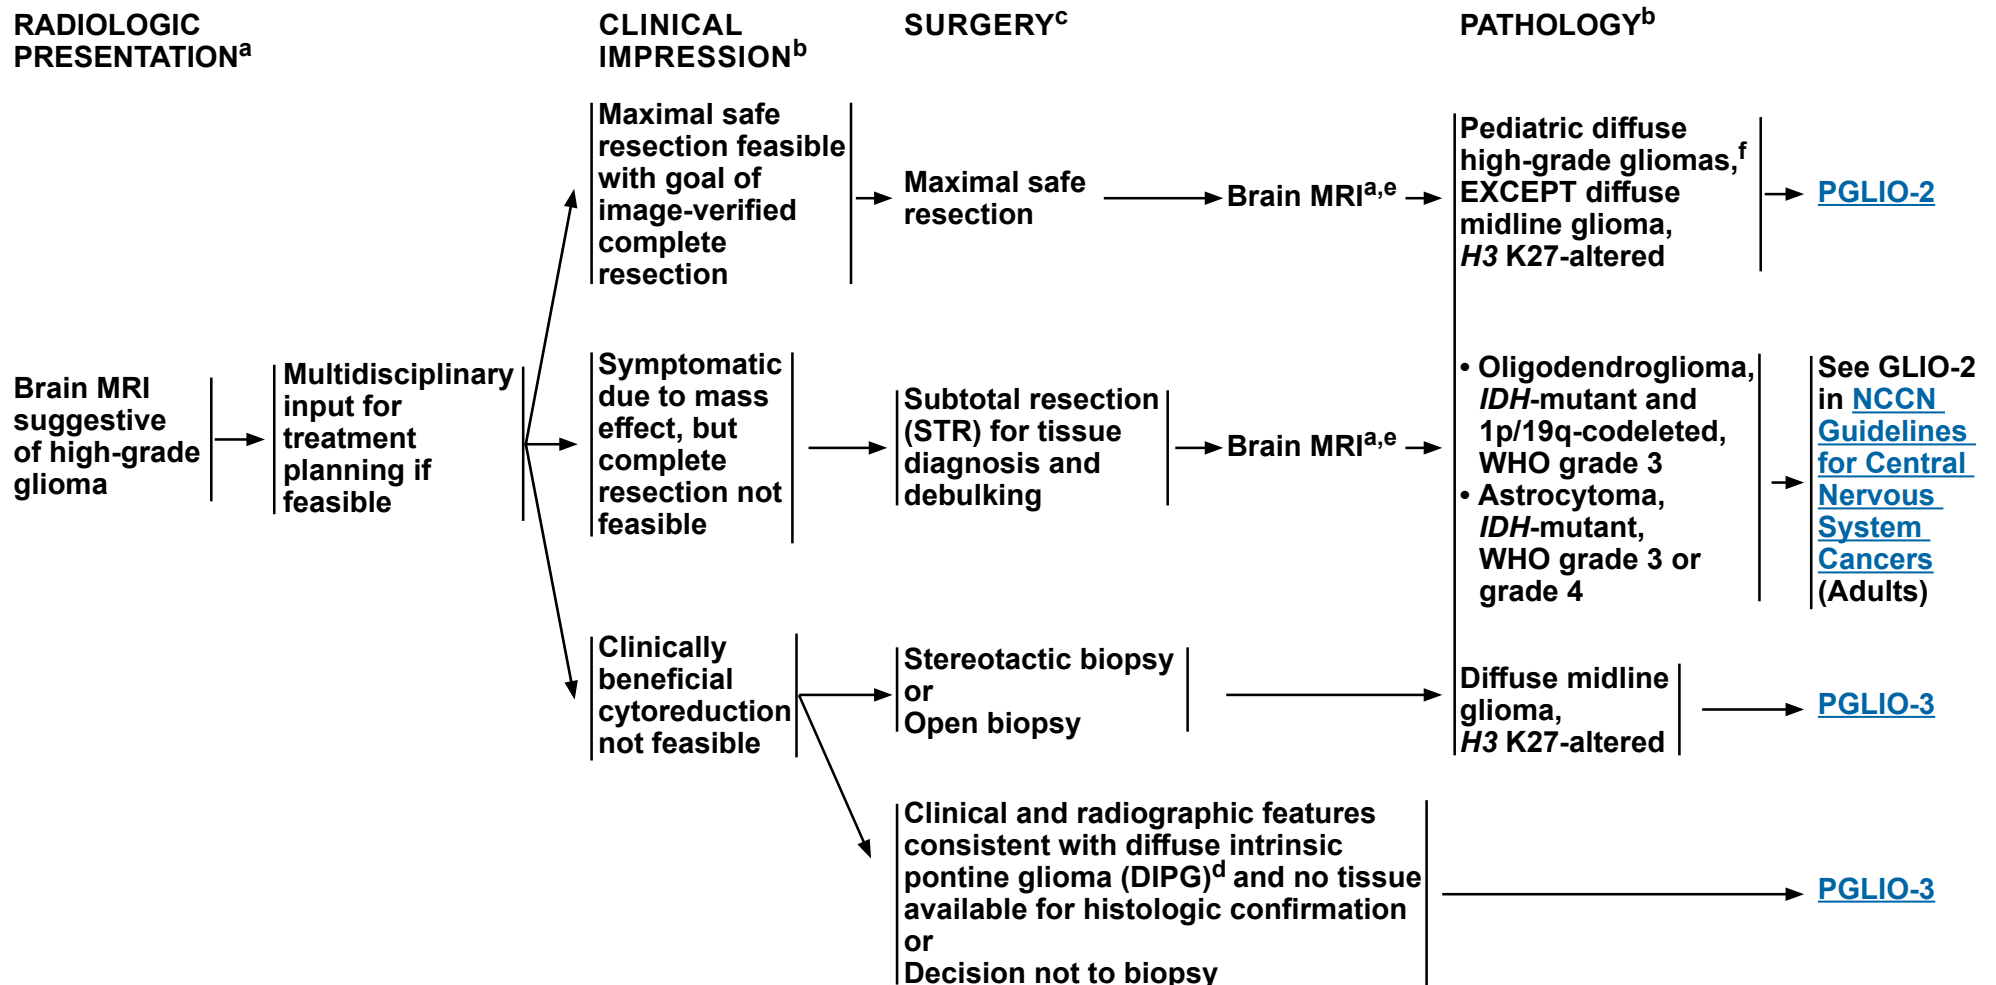 RADIOLOGIC
PRESENTATIONa
CLINICAL
IMPRESSIONb
SURGERYc
PATHOLOGYb
Brain MRI
suggestive
of high-grade
glioma
Multidisciplinary
input for
treatment
planning if
feasible
Maximal safe
resection feasible
with goal of
image-verified
complete
resection
Maximal safe
resection
Brain MRIa,e
Pediatric diffuse
high-grade gliomas,f
EXCEPT diffuse
midline glioma,
H3 K27-altered
PGLIO-2
Symptomatic
due to mass
effect, but
complete
resection not
feasible
Subtotal resection
(STR) for tissue
diagnosis and
debulking
Brain MRIa,e
• Oligodendroglioma,
IDH-mutant and
1p/19q-codeleted,
WHO grade 3
• Astrocytoma,
IDH-mutant,
WHO grade 3 or
grade 4
See GLIO-2
in NCCN
Guidelines
for Central
Nervous
System
Cancers
(Adults)
Clinically
beneficial
cytoreduction
not feasible
Stereotactic biopsy
or
Open biopsy
Diffuse midline
glioma,
H3 K27-altered
PGLIO-3
Clinical and radiographic features
consistent with diffuse intrinsic
pontine glioma (DIPG)d and no tissue
available for histologic confirmation
or
Decision not to biopsy
PGLIO-3